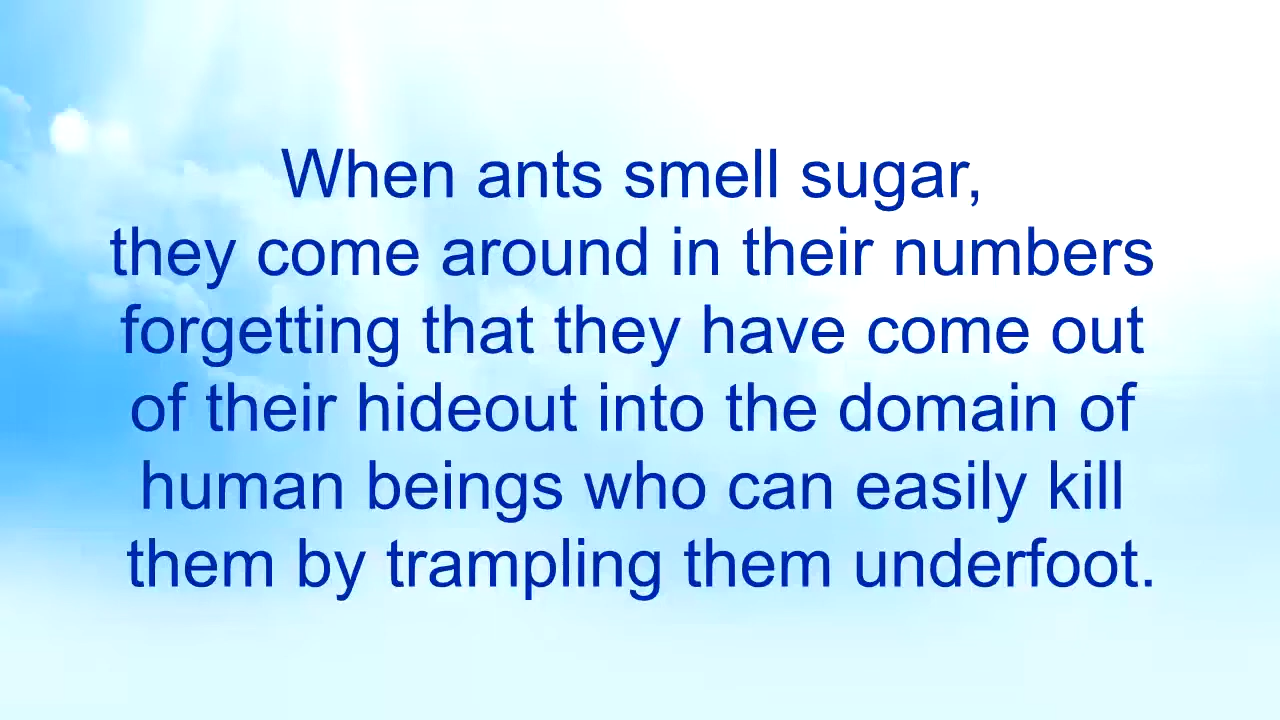 When ants smell sugar,
they come around in their numbers
forgetting that they have come out
of their hideout into the domain of
human beings who can easily kill
them by trampling them underfoot.